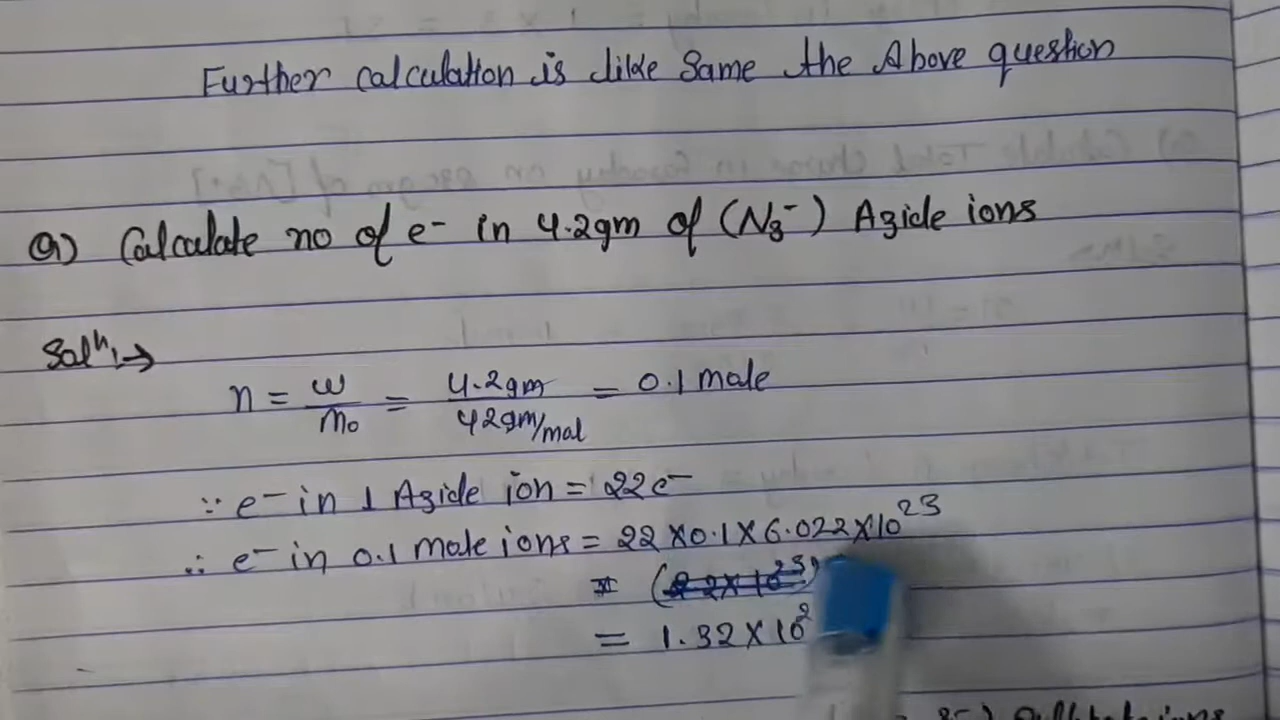 Further calculation is like Same the Above question
Q) Calculate no of e⁻ in 4.2gm of (N₃⁻) Azide ions
Solⁿ:→
n = w/M₀ = 4.2gm/42gm/mol = 0.1 mole
∵ e⁻ in 1 Azide ion = 22e⁻
∴ e⁻ in 0.1 mole ions = 22×0.1×6.022×10²³
= 1.32×10²